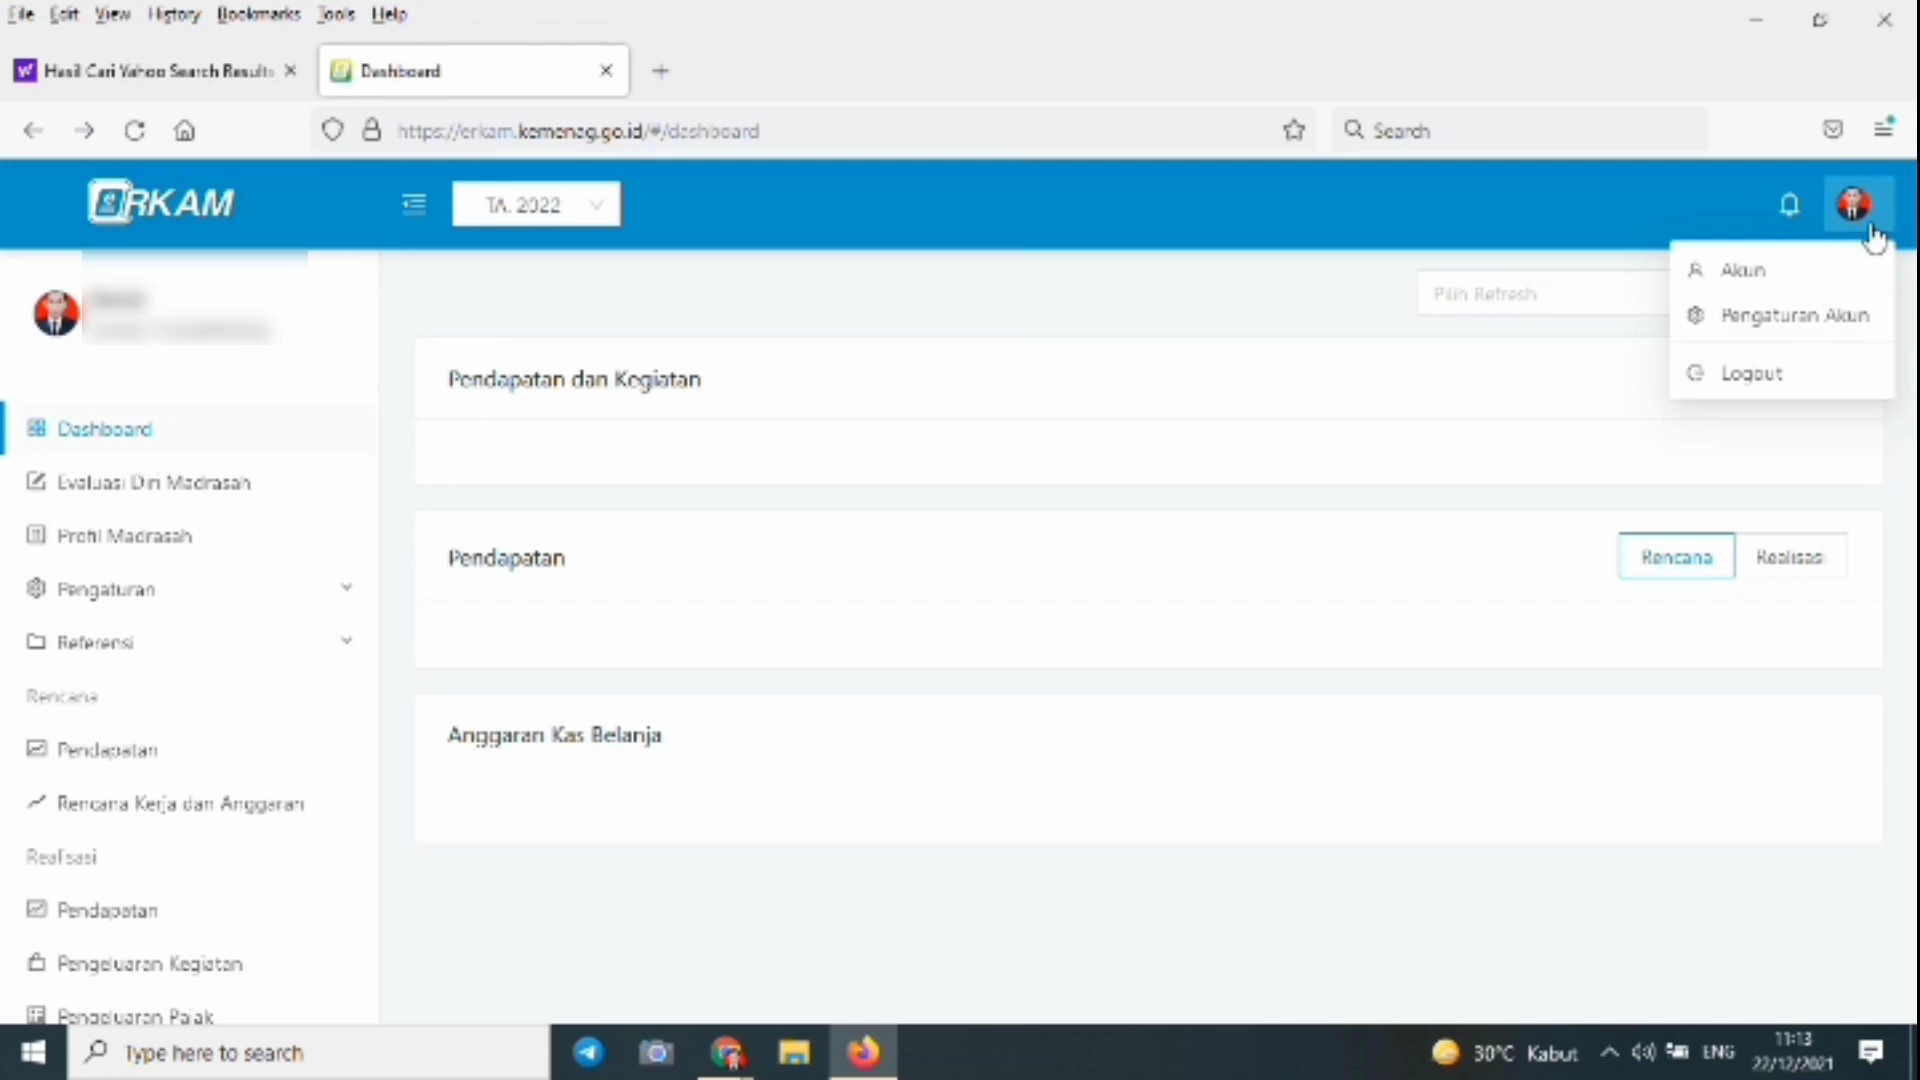 File Edit View History Bookmarks Tools Help
Hasil Cari Yahoo Search Results
Dashboard
https://erkam.kemenag.go.id/#/dashboard
Search
ERKAM
TA. 2022
Akun
Pengaturan Akun
Logout
Pilih Refresh
Pendapatan dan Kegiatan
Dashboard
Evaluasi Diri Madrasah
Profil Madrasah
Pengaturan
Referensi
Rencana
Pendapatan
Rencana Kerja dan Anggaran
Realisasi
Pendapatan
Pengeluaran Kegiatan
Pengeluaran Pajak
Pendapatan
Rencana
Realisasi
Anggaran Kas Belanja
Type here to search
30°C Kabut
ENG
11:13
22/12/2021